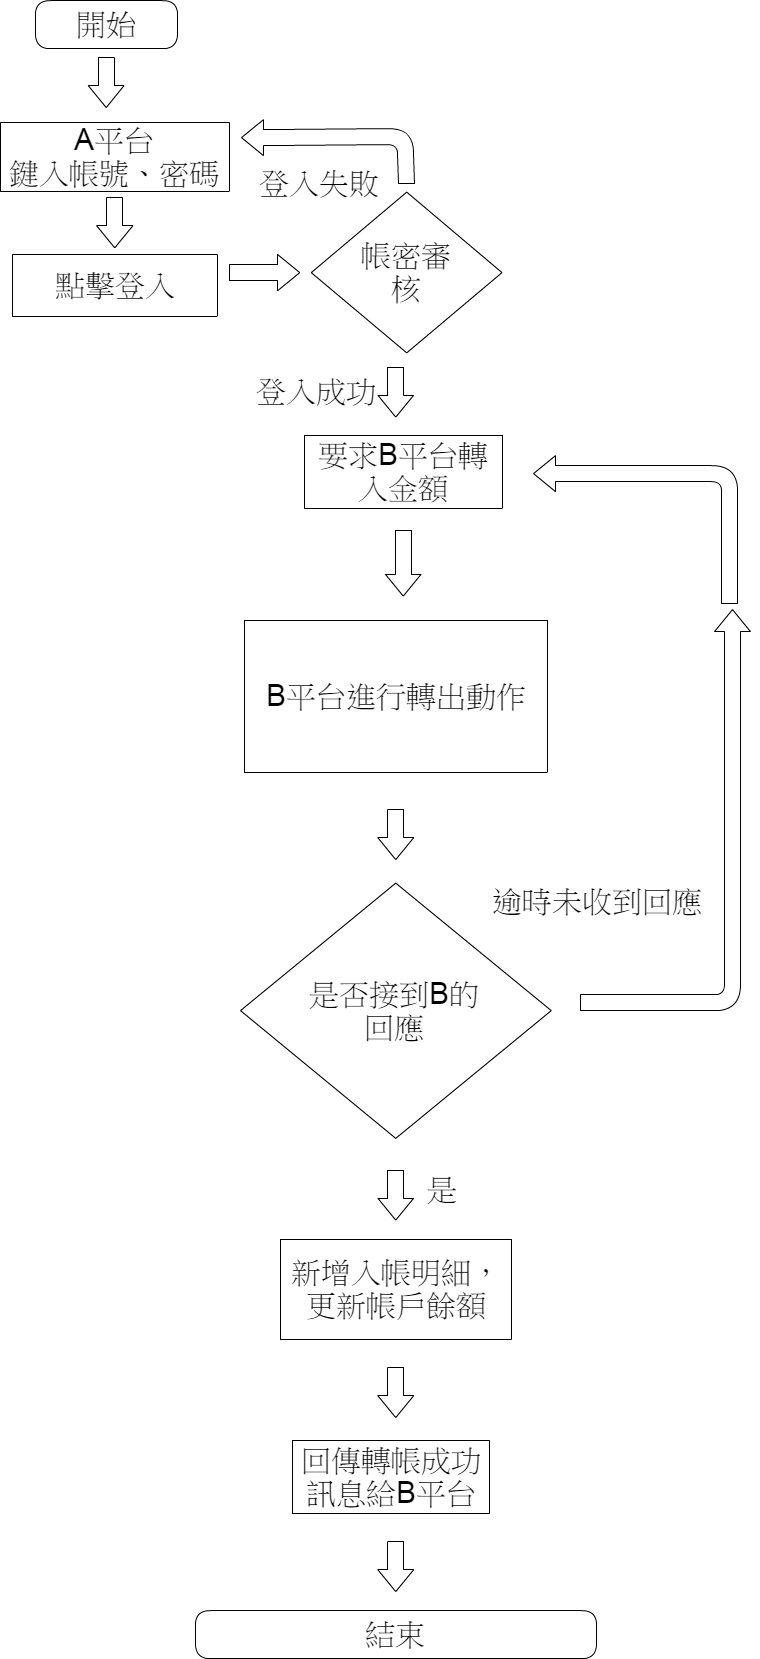 開始
A平台
鍵入帳號、密碼
點擊登入
登入失敗
帳密審
核
登入成功
要求B平台轉
入金額
B平台進行轉出動作
逾時未收到回應
是否接到B的
回應
是
新增入帳明細，
更新帳戶餘額
回傳轉帳成功
訊息給B平台
結束